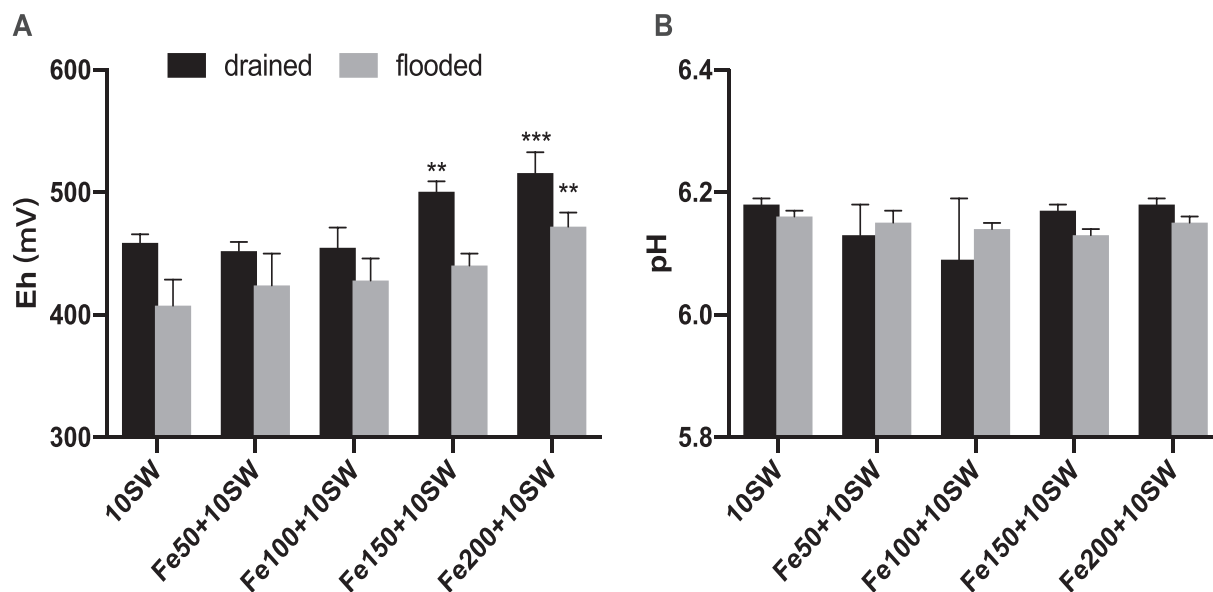 A
drained flooded
600
500
400
300
Eh (mV)
** *** **
10SW
Fe50+10SW
Fe100+10SW
Fe150+10SW
Fe200+10SW
B
6.4
6.2
6.0
5.8
pH
10SW
Fe50+10SW
Fe100+10SW
Fe150+10SW
Fe200+10SW